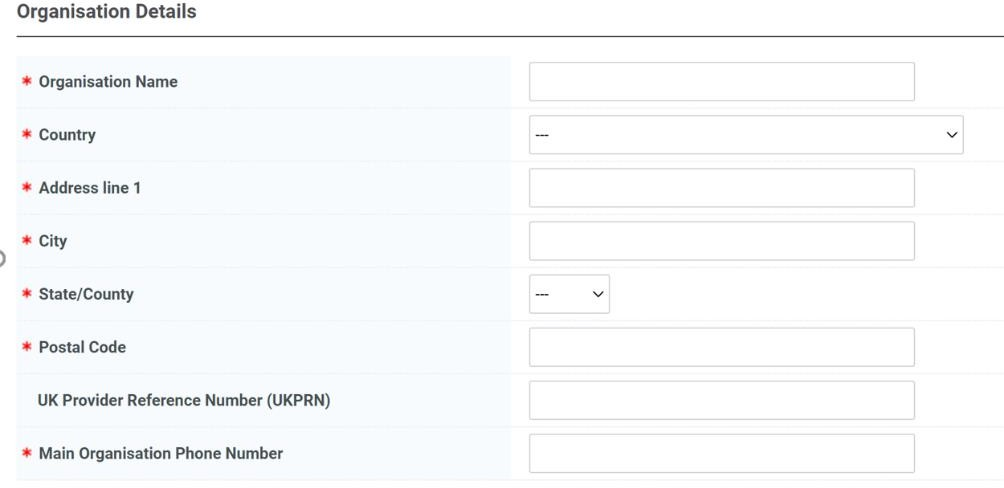 Organisation Details
* Organisation Name
* Country ---
* Address line 1
* City
* State/County ---
* Postal Code
UK Provider Reference Number (UKPRN)
* Main Organisation Phone Number